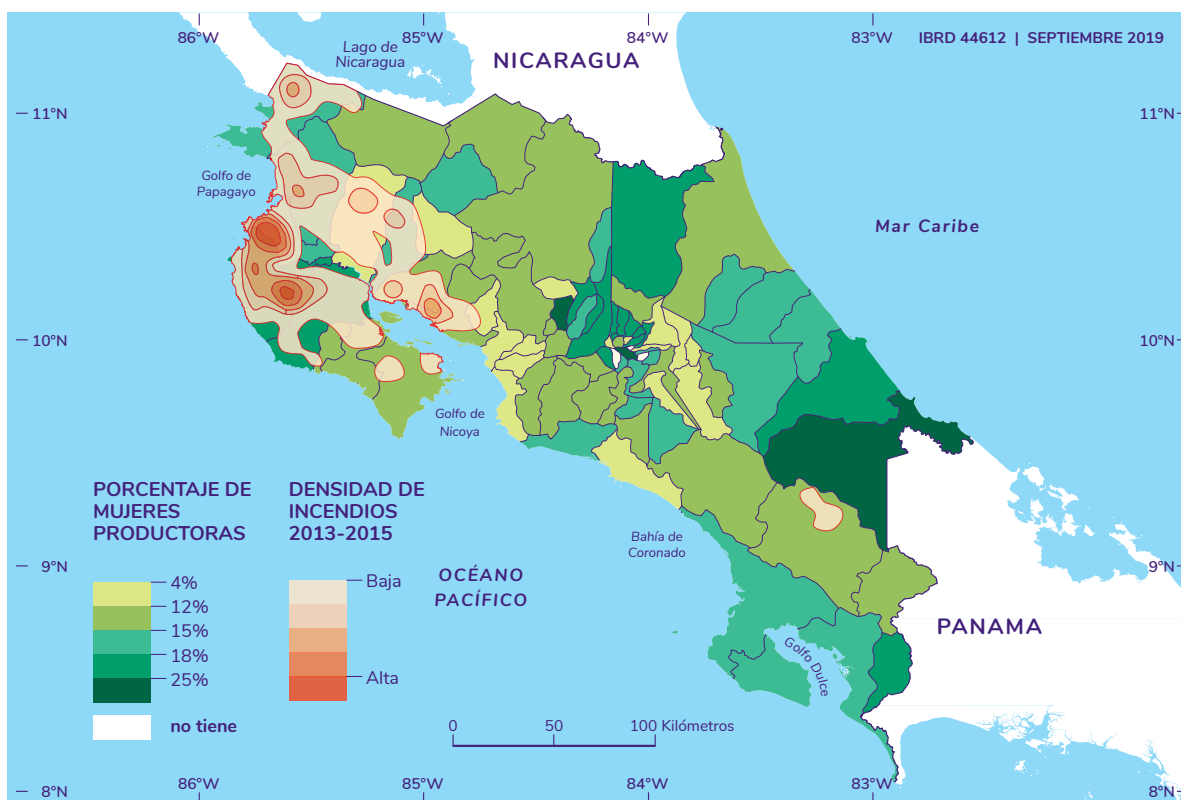 86°W
85°W
84°W
83°W
IBRD 44612 | SEPTIEMBRE 2019
Lago de
Nicaragua
NICARAGUA
11°N
11°N
Golfo de
Papagayo
Mar Caribe
10°N
10°N
Golfo de
Nicoya
PORCENTAJE DE
MUJERES
PRODUCTORAS
4%
12%
15%
18%
25%
no tiene
DENSIDAD DE
INCENDIOS
2013-2015
Baja
Alta
Bahía de
Coronado
OCÉANO
PACÍFICO
9°N
9°N
PANAMA
Golfo Dulce
0 50 100 Kilómetros
8°N
86°W
85°W
84°W
83°W
8°N